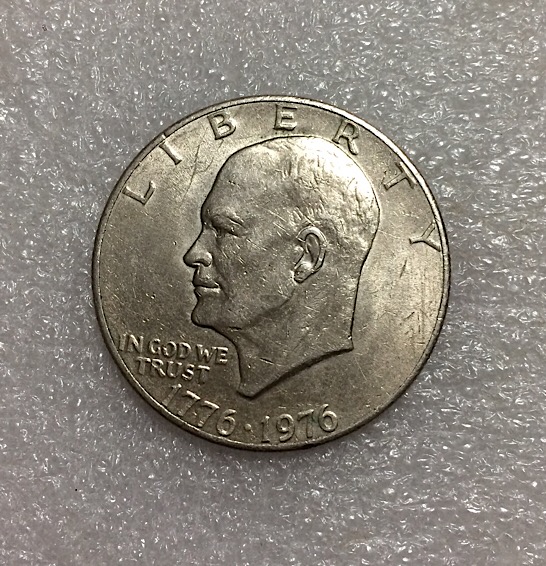 LIBERTY
IN GOD WE
TRUST
1776 · 1976